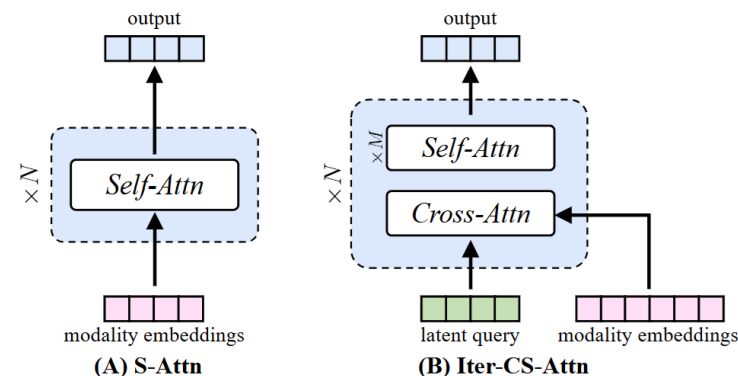 output
×N
Self-Attn
modality embeddings
(A) S-Attn
output
×N
×M
Self-Attn
Cross-Attn
latent query
modality embeddings
(B) Iter-CS-Attn